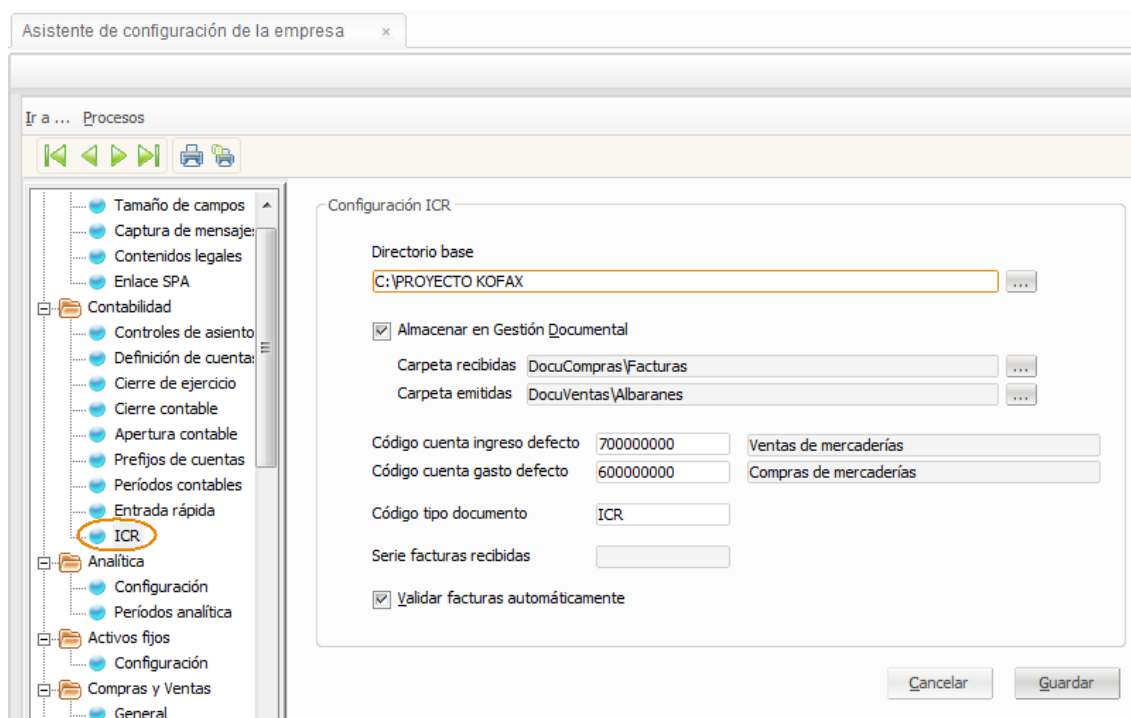 Asistente de configuración de la empresa ×
Ir a ... Procesos
Tamaño de campos
Captura de mensaje
Contenidos legales
Enlace SPA
Contabilidad
Controles de asiento
Definición de cuenta
Cierre de ejercicio
Cierre contable
Apertura contable
Prefijos de cuentas
Períodos contables
Entrada rápida
ICR
Analítica
Configuración
Períodos analítica
Activos fijos
Configuración
Compras y Ventas
General
Configuración ICR
Directorio base
C:\PROYECTO KOFAX ...
Almacenar en Gestión Documental
Carpeta recibidas DocuCompras\Facturas ...
Carpeta emitidas DocuVentas\Albaranes ...
Código cuenta ingreso defecto 700000000 Ventas de mercaderías
Código cuenta gasto defecto 600000000 Compras de mercaderías
Código tipo documento ICR
Serie facturas recibidas
Validar facturas automáticamente
Cancelar Guardar